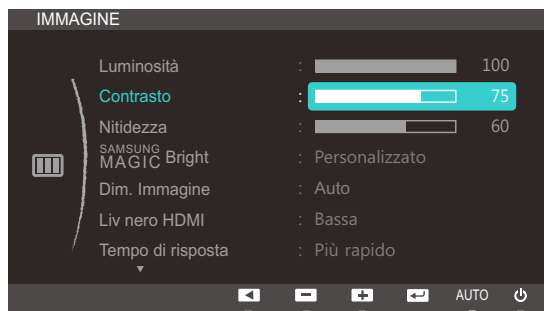 IMMAGINE
Luminosità : 100
Contrasto : 75
Nitidezza : 60
SAMSUNG MAGIC Bright : Personalizzato
Dim. Immagine : Auto
Liv nero HDMI : Bassa
Tempo di risposta : Più rapido
AUTO